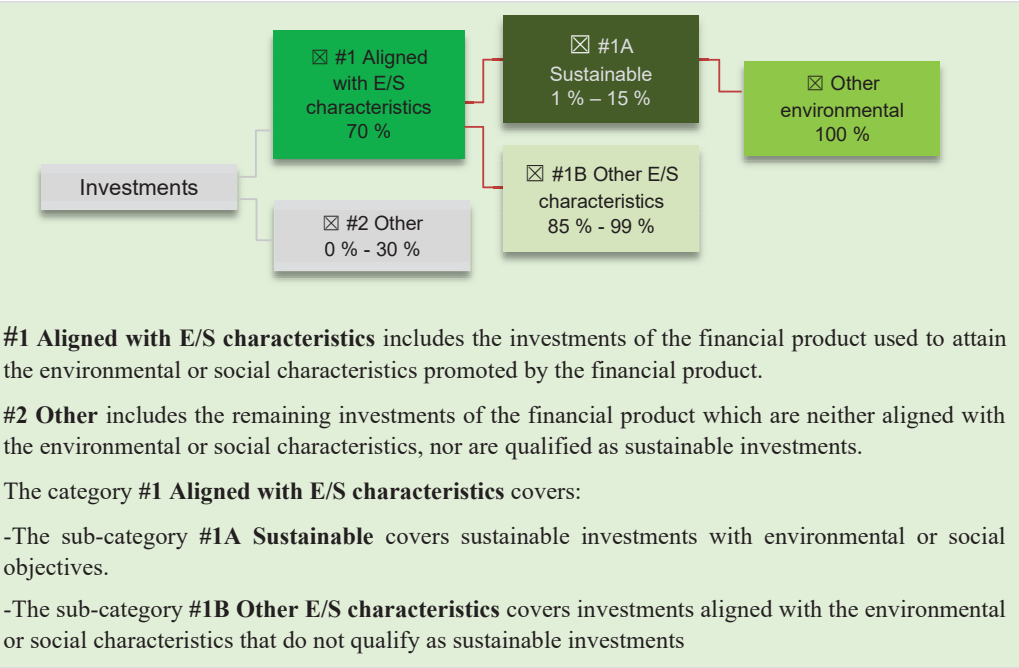 Investments
☒ #1 Aligned
with E/S
characteristics
70 %
☒ #2 Other
0 % - 30 %
☒ #1A
Sustainable
1 % – 15 %
☒ #1B Other E/S
characteristics
85 % - 99 %
☒ Other
environmental
100 %
#1 Aligned with E/S characteristics includes the investments of the financial product used to attain
the environmental or social characteristics promoted by the financial product.
#2 Other includes the remaining investments of the financial product which are neither aligned with
the environmental or social characteristics, nor are qualified as sustainable investments.
The category #1 Aligned with E/S characteristics covers:
-The sub-category #1A Sustainable covers sustainable investments with environmental or social
objectives.
-The sub-category #1B Other E/S characteristics covers investments aligned with the environmental
or social characteristics that do not qualify as sustainable investments